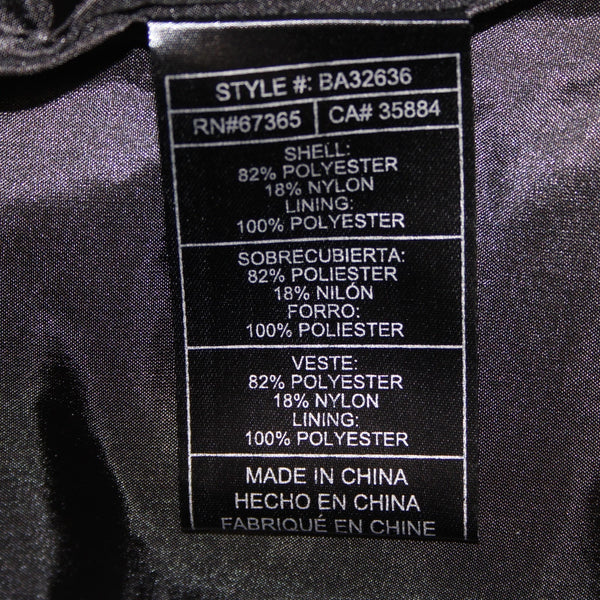 STYLE #: BA32636
RN#67365 CA# 35884
SHELL:
82% POLYESTER
18% NYLON
LINING:
100% POLYESTER
SOBRECUBIERTA:
82% POLIESTER
18% NILÓN
FORRO:
100% POLIESTER
VESTE:
82% POLYESTER
18% NYLON
LINING:
100% POLYESTER
MADE IN CHINA
HECHO EN CHINA
FABRIQUÉ EN CHINE